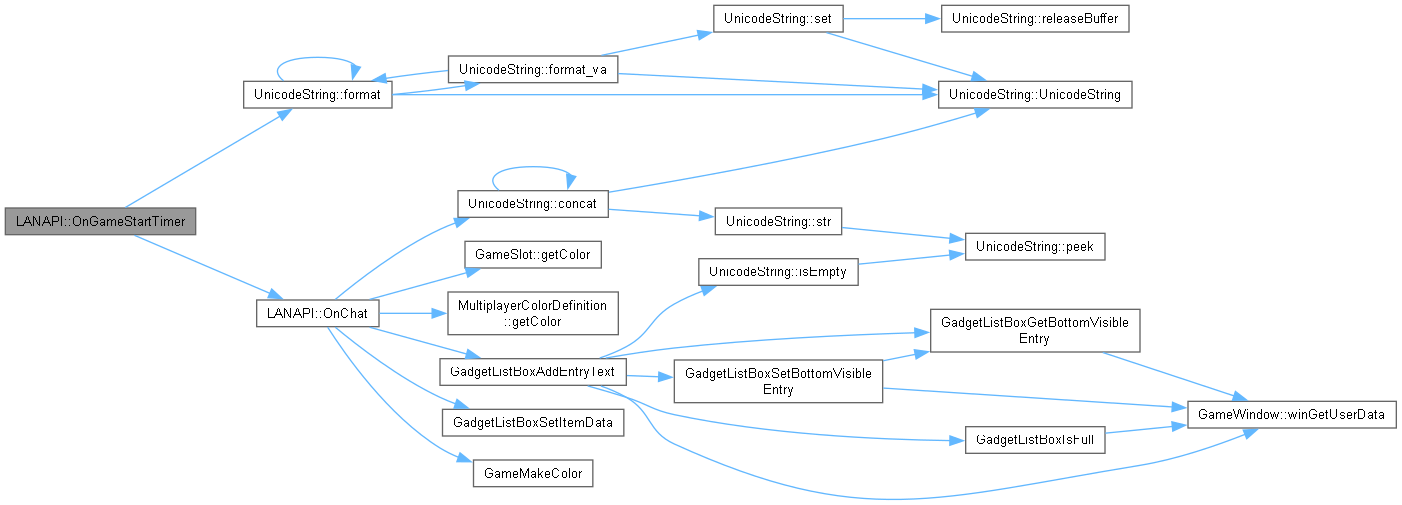 UnicodeString::set
UnicodeString::releaseBuffer
UnicodeString::format_va
UnicodeString::format
UnicodeString::UnicodeString
LANAPI::OnGameStartTimer
UnicodeString::concat
UnicodeString::str
UnicodeString::peek
GameSlot::getColor
UnicodeString::isEmpty
LANAPI::OnChat
MultiplayerColorDefinition
::getColor
GadgetListBoxGetBottomVisible
Entry
GadgetListBoxAddEntryText
GadgetListBoxSetBottomVisible
Entry
GameWindow::winGetUserData
GadgetListBoxSetItemData
GadgetListBoxIsFull
GameMakeColor